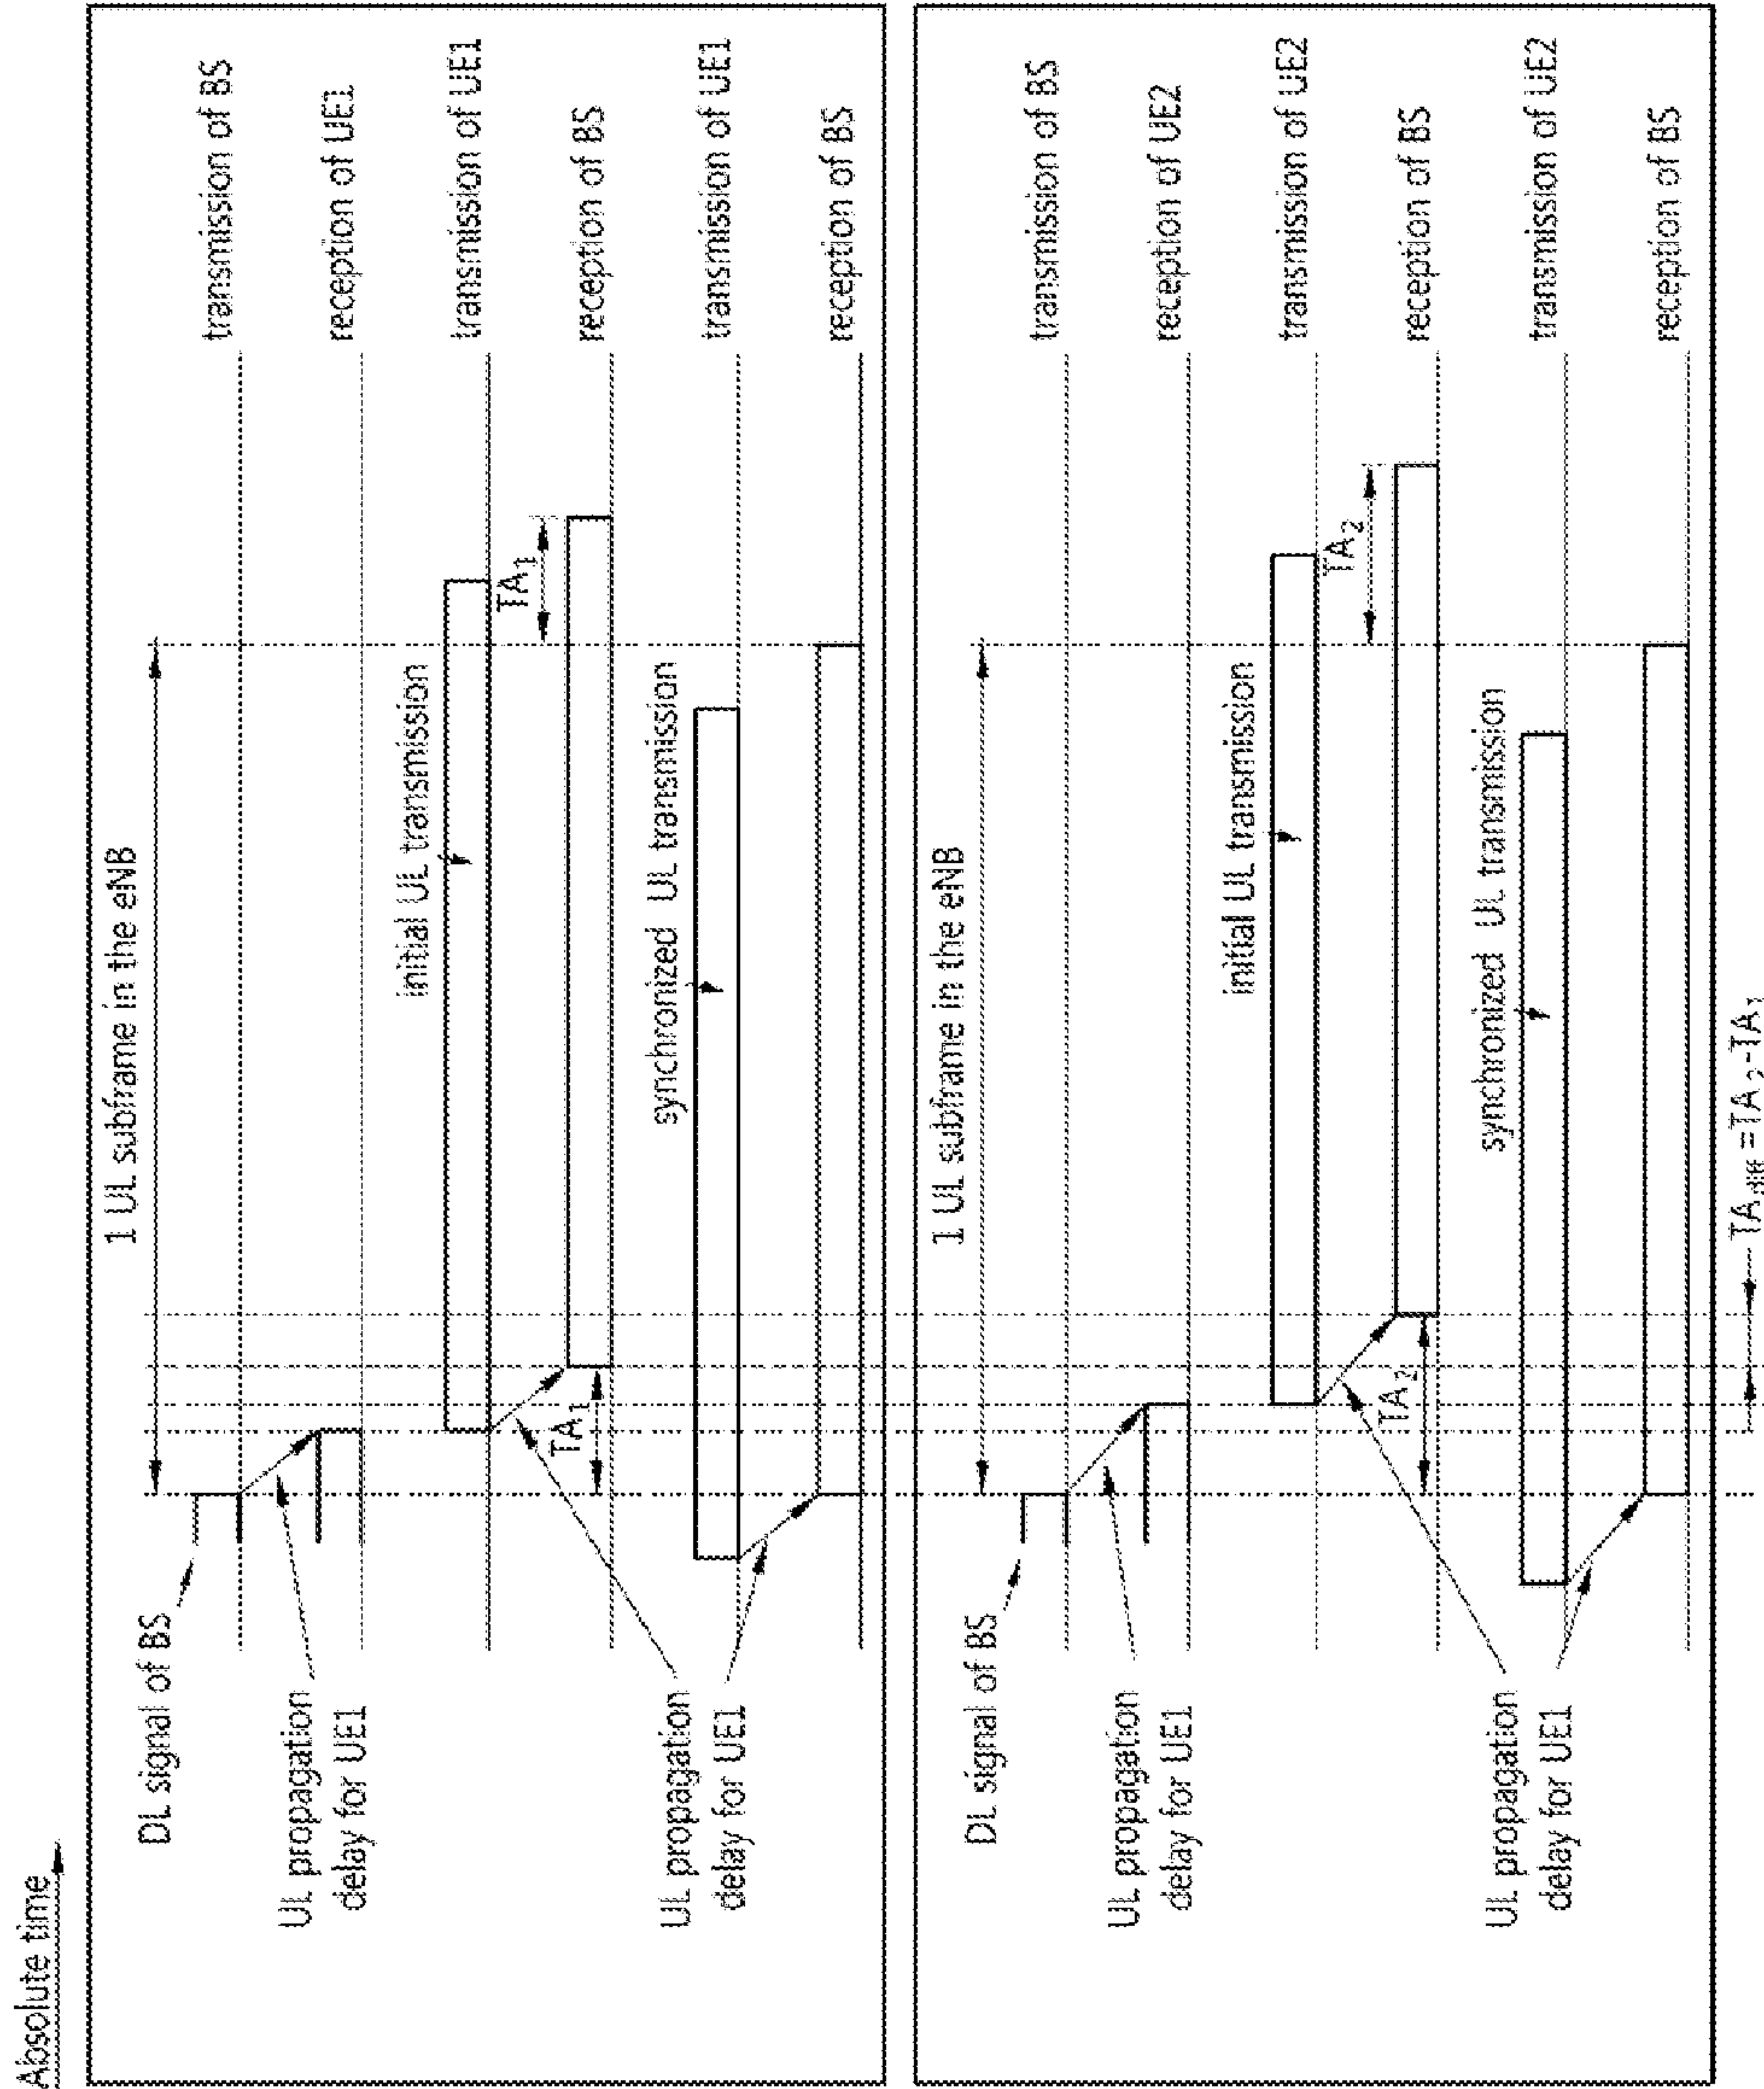 Absolute time
1 UL subframe in the eNB
DL signal of BS
transmission of BS
UL propagation
delay for UE1
reception of UE1
initial UL transmission
transmission of UE1
TA1
TA1
reception of BS
UL propagation
delay for UE1
synchronized UL transmission
transmission of UE1
reception of BS
1 UL subframe in the eNB
DL signal of BS
transmission of BS
UL propagation
delay for UE1
reception of UE2
initial UL transmission
transmission of UE2
TA2
TA2
reception of BS
UL propagation
delay for UE1
synchronized UL transmission
transmission of UE2
reception of BS
TAdiff=TA2-TA1